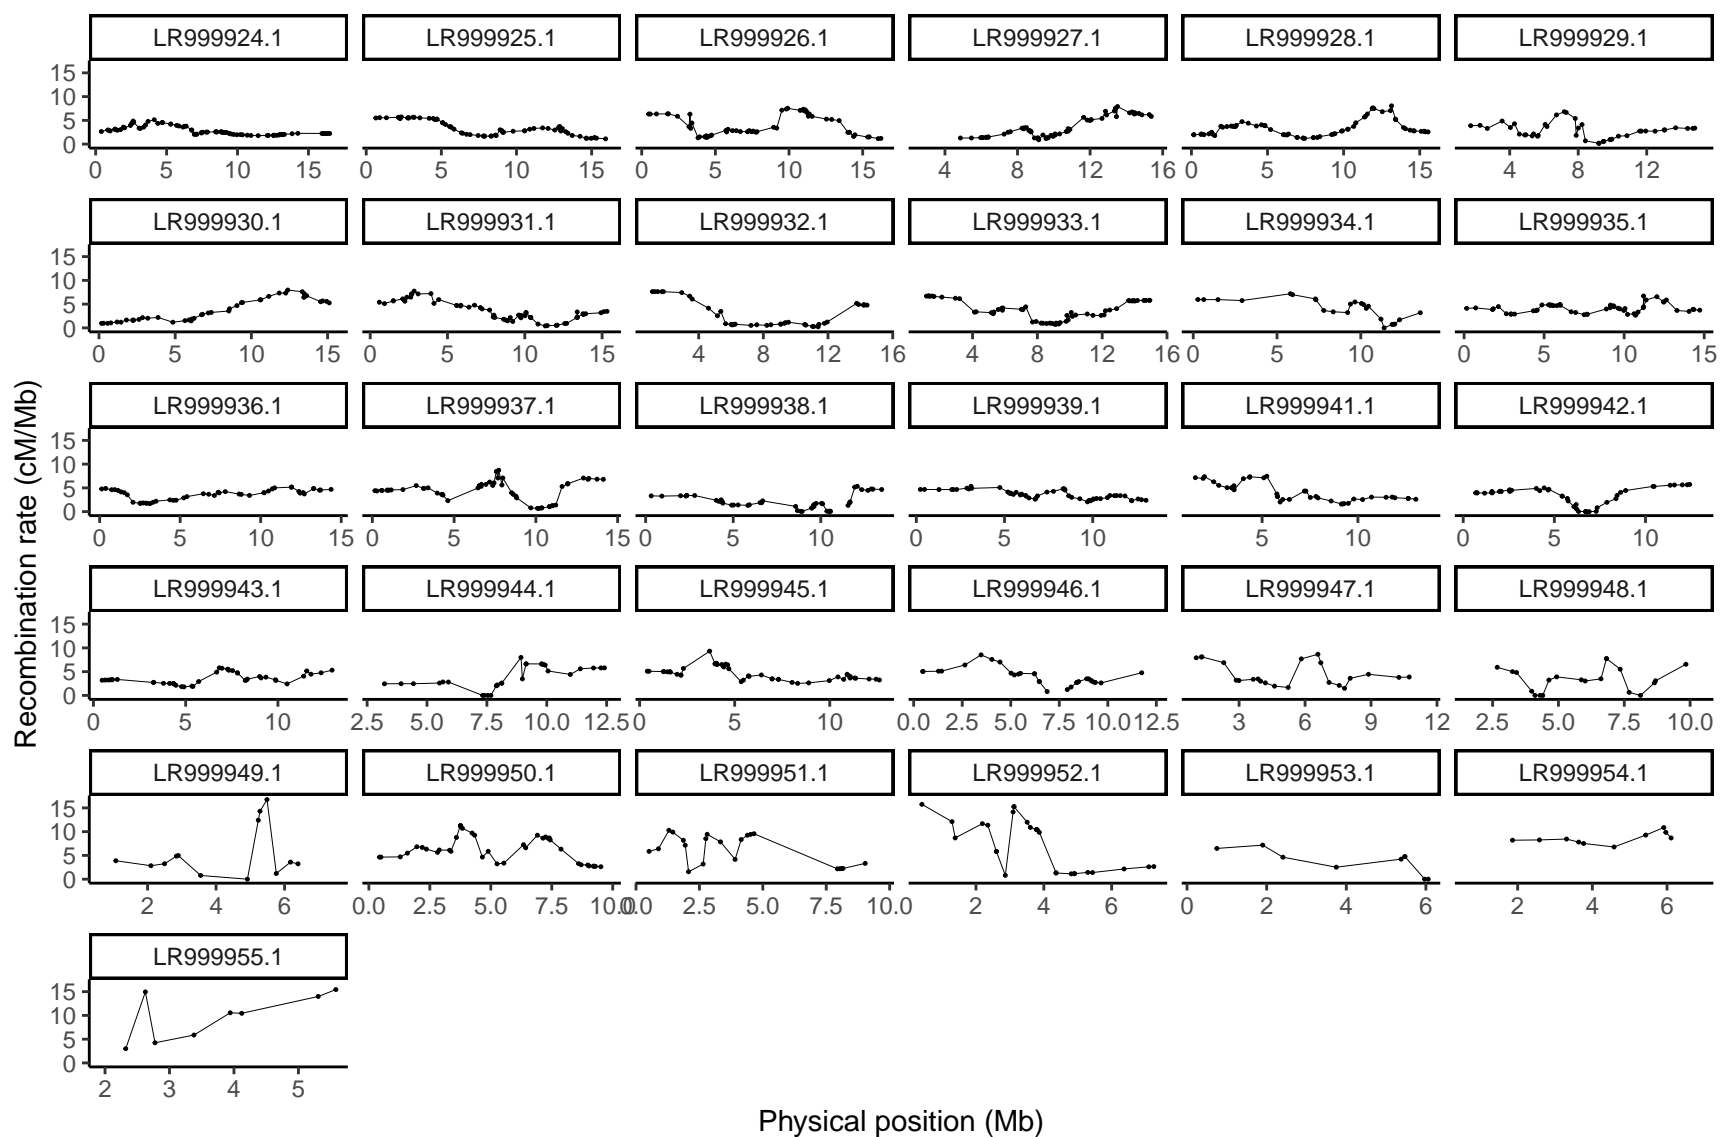 LR999924.1 LR999925.1 LR999926.1 LR999927.1 LR999928.1 LR999929.1
15
10
5
0
0 5 10 15 0 5 10 15 0 5 10 15 4 8 12 16 0 5 10 15 4 8 12
LR999930.1 LR999931.1 LR999932.1 LR999933.1 LR999934.1 LR999935.1
15
10
5
0
0 5 10 15 0 5 10 15 4 8 12 16 4 8 12 16 0 5 10 0 5 10 15
LR999936.1 LR999937.1 LR999938.1 LR999939.1 LR999941.1 LR999942.1
15
10
5
0
0 5 10 15 0 5 10 15 0 5 10 0 5 10 5 10 0 5 10
LR999943.1 LR999944.1 LR999945.1 LR999946.1 LR999947.1 LR999948.1
15
10
5
0
0 5 10 2.5 5.0 7.5 10.0 12.5 0 5 10 0.0 2.5 5.0 7.5 10.0 12.5 3 6 9 12 2.5 5.0 7.5 10.0
LR999949.1 LR999950.1 LR999951.1 LR999952.1 LR999953.1 LR999954.1
15
10
5
0
2 4 6 0.0 2.5 5.0 7.5 10.0 0.0 2.5 5.0 7.5 10.0 2 4 6 0 2 4 6 2 4 6
LR999955.1
15
10
5
0
2 3 4 5
Physical position (Mb)
Recombination rate (cM/Mb)